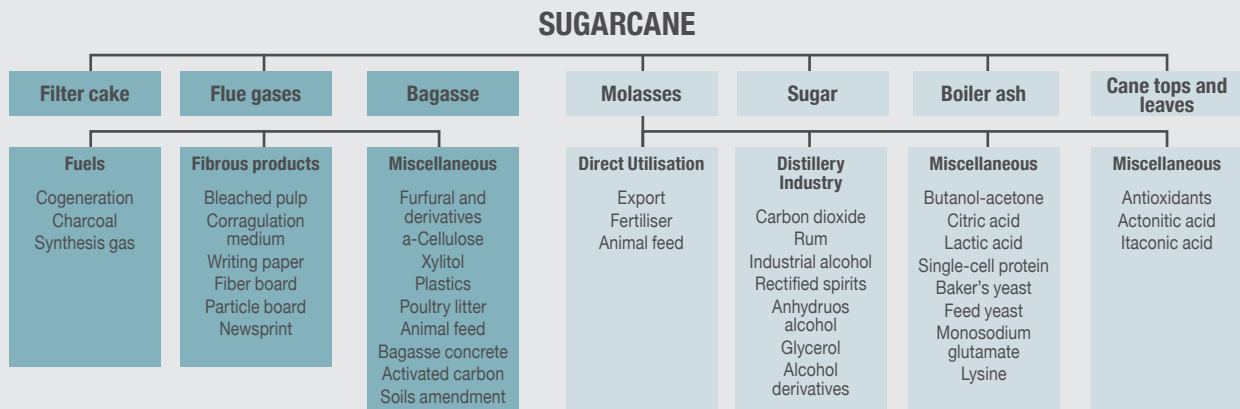 SUGARCANE
Filter cake
Flue gases
Bagasse
Molasses
Sugar
Boiler ash
Cane tops and
leaves
Fuels
Cogeneration
Charcoal
Synthesis gas
Fibrous products
Bleached pulp
Corragulation
medium
Writing paper
Fiber board
Particle board
Newsprint
Miscellaneous
Furfural and
derivatives
a-Cellulose
Xylitol
Plastics
Poultry litter
Animal feed
Bagasse concrete
Activated carbon
Soils amendment
Direct Utilisation
Export
Fertiliser
Animal feed
Distillery
Industry
Carbon dioxide
Rum
Industrial alcohol
Rectified spirits
Anhydruos
alcohol
Glycerol
Alcohol
derivatives
Miscellaneous
Butanol-acetone
Citric acid
Lactic acid
Single-cell protein
Baker's yeast
Feed yeast
Monosodium
glutamate
Lysine
Miscellaneous
Antioxidants
Actonitic acid
Itaconic acid